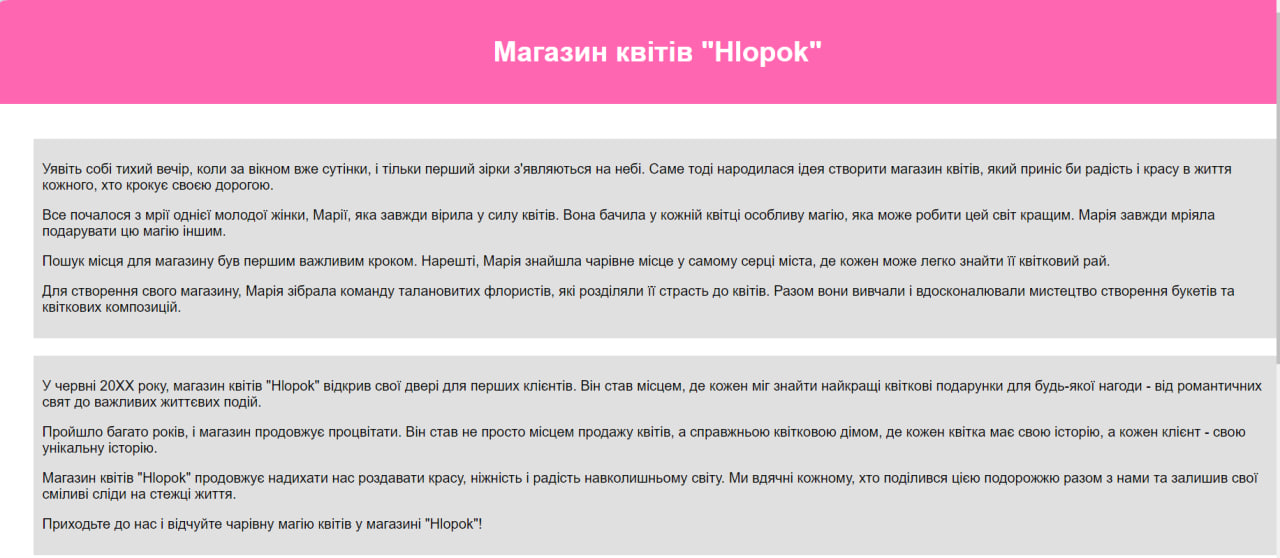 Магазин квітів "Hlopok"
Уявіть собі тихий вечір, коли за вікном вже сутінки, і тільки перший зірки з'являються на небі. Саме тоді народилася ідея створити магазин квітів, який приніс би радість і красу в життя
кожного, хто крокує своєю дорогою.
Все почалося з мрії однієї молодої жінки, Марії, яка завжди вірила у силу квітів. Вона бачила у кожній квітці особливу магію, яка може робити цей світ кращим. Марія завжди мріяла
подарувати цю магію іншим.
Пошук місця для магазину був першим важливим кроком. Нарешті, Марія знайшла чарівне місце у самому серці міста, де кожен може легко знайти її квітковий рай.
Для створення свого магазину, Марія зібрала команду талановитих флористів, які розділяли її страсть до квітів. Разом вони вивчали і вдосконалювали мистецтво створення букетів та
квіткових композицій.
У червні 20XX року, магазин квітів "Hlopok" відкрив свої двері для перших клієнтів. Він став місцем, де кожен міг знайти найкращі квіткові подарунки для будь-якої нагоди - від романтичних
свят до важливих життєвих подій.
Пройшло багато років, і магазин продовжує процвітати. Він став не просто місцем продажу квітів, а справжньою квітковою дімом, де кожен квітка має свою історію, а кожен клієнт - свою
унікальну історію.
Магазин квітів "Hlopok" продовжує надихати нас роздавати красу, ніжність і радість навколишньому світу. Ми вдячні кожному, хто поділився цією подорожжю разом з нами та залишив свої
сміливі сліди на стежці життя.
Приходьте до нас і відчуйте чарівну магію квітів у магазині "Hlopok"!